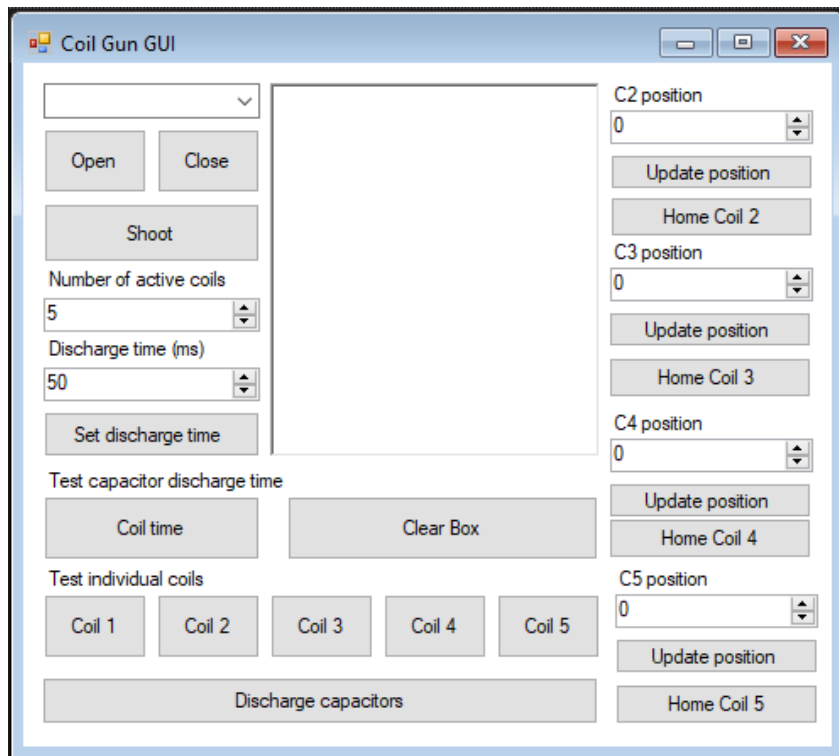 Coil Gun GUI
Open
Close
Shoot
Number of active coils
5
Discharge time (ms)
50
Set discharge time
Test capacitor discharge time
Coil time
Clear Box
Test individual coils
Coil 1
Coil 2
Coil 3
Coil 4
Coil 5
Discharge capacitors
C2 position
0
Update position
Home Coil 2
C3 position
0
Update position
Home Coil 3
C4 position
0
Update position
Home Coil 4
C5 position
0
Update position
Home Coil 5